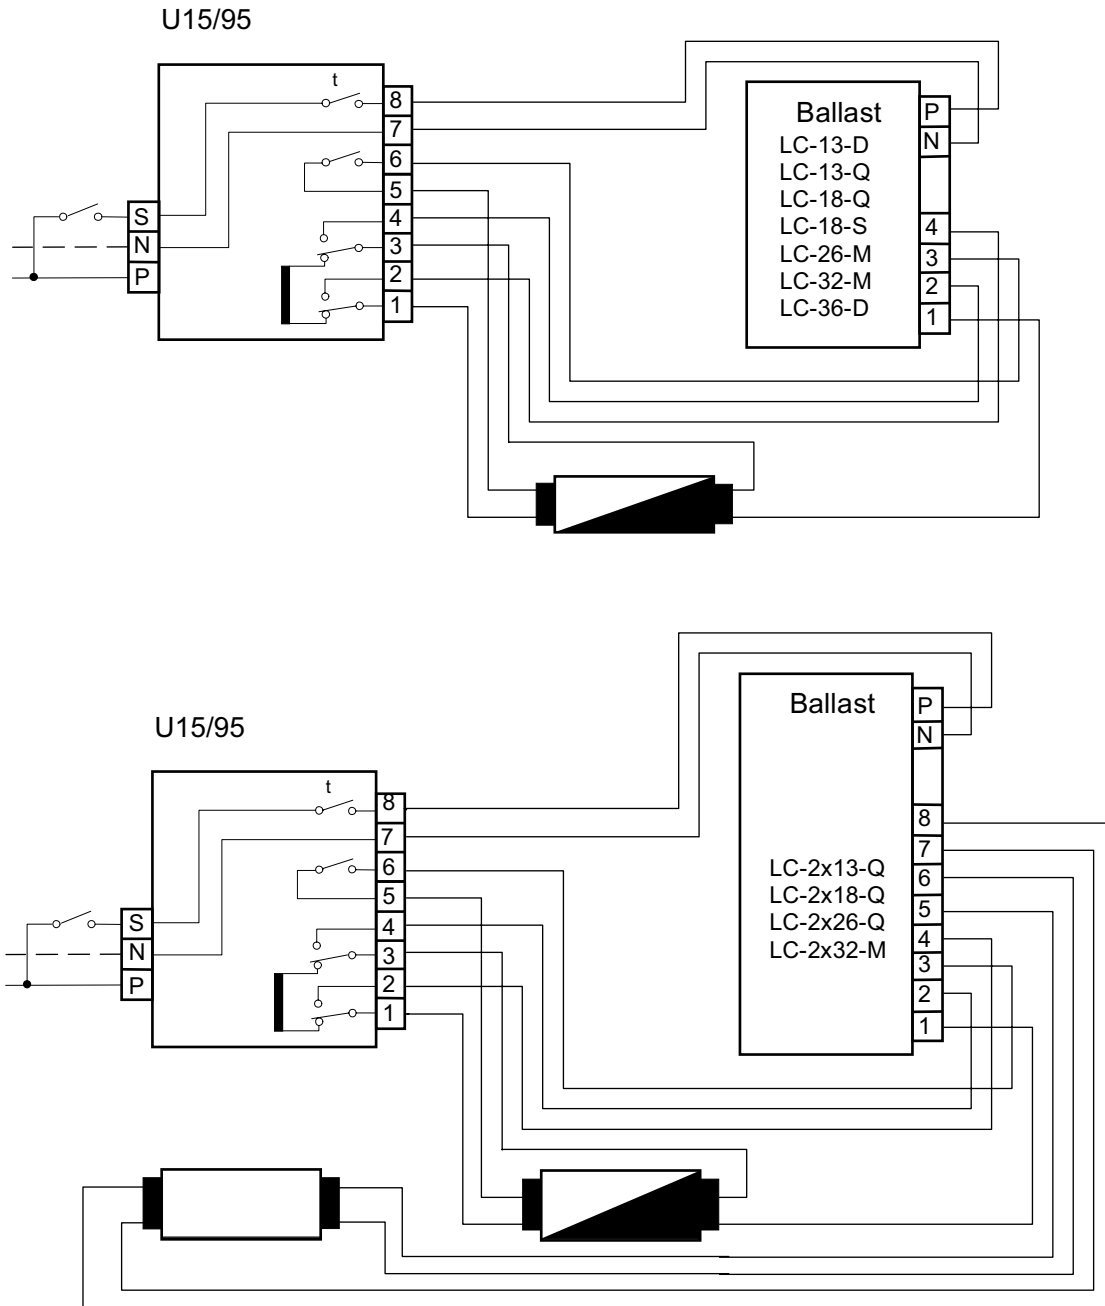 U15/95
t
8
7
6
5
4
3
2
1
S
N
P
Ballast
LC-13-D
LC-13-Q
LC-18-Q
LC-18-S
LC-26-M
LC-32-M
LC-36-D
P
N
4
3
2
1
U15/95
t
8
7
6
5
4
3
2
1
S
N
P
Ballast
LC-2x13-Q
LC-2x18-Q
LC-2x26-Q
LC-2x32-M
P
N
8
7
6
5
4
3
2
1